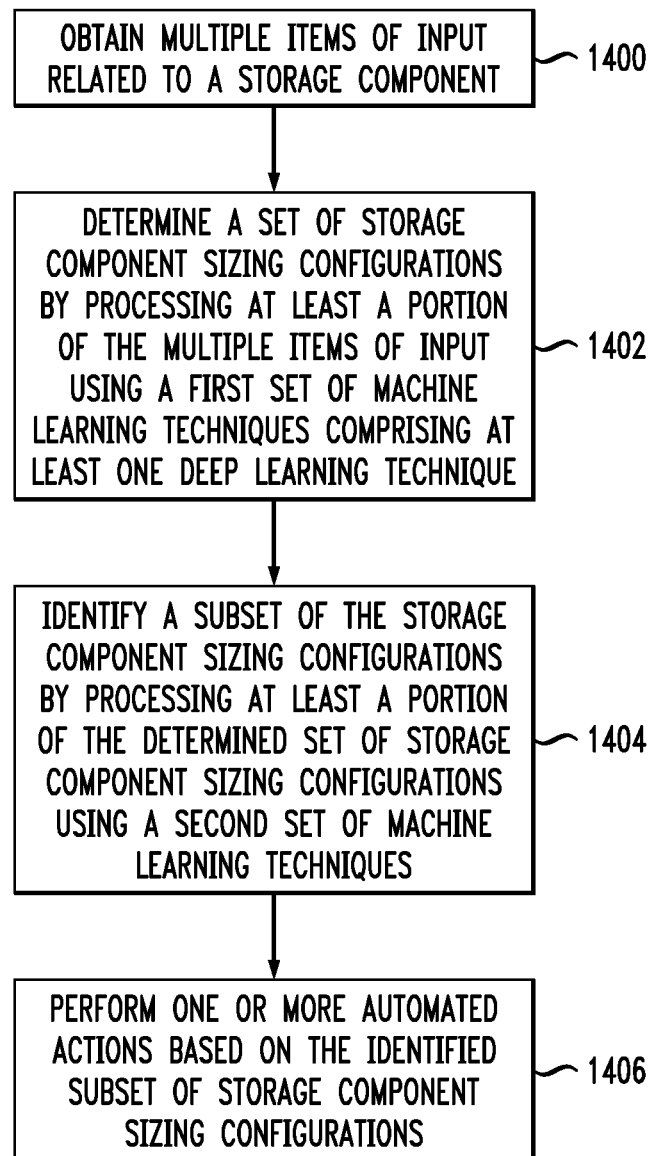 OBTAIN MULTIPLE ITEMS OF INPUT
RELATED TO A STORAGE COMPONENT
1400
DETERMINE A SET OF STORAGE
COMPONENT SIZING CONFIGURATIONS
BY PROCESSING AT LEAST A PORTION
OF THE MULTIPLE ITEMS OF INPUT
USING A FIRST SET OF MACHINE
LEARNING TECHNIQUES COMPRISING AT
LEAST ONE DEEP LEARNING TECHNIQUE
1402
IDENTIFY A SUBSET OF THE STORAGE
COMPONENT SIZING CONFIGURATIONS
BY PROCESSING AT LEAST A PORTION
OF THE DETERMINED SET OF STORAGE
COMPONENT SIZING CONFIGURATIONS
USING A SECOND SET OF MACHINE
LEARNING TECHNIQUES
1404
PERFORM ONE OR MORE AUTOMATED
ACTIONS BASED ON THE IDENTIFIED
SUBSET OF STORAGE COMPONENT
SIZING CONFIGURATIONS
1406